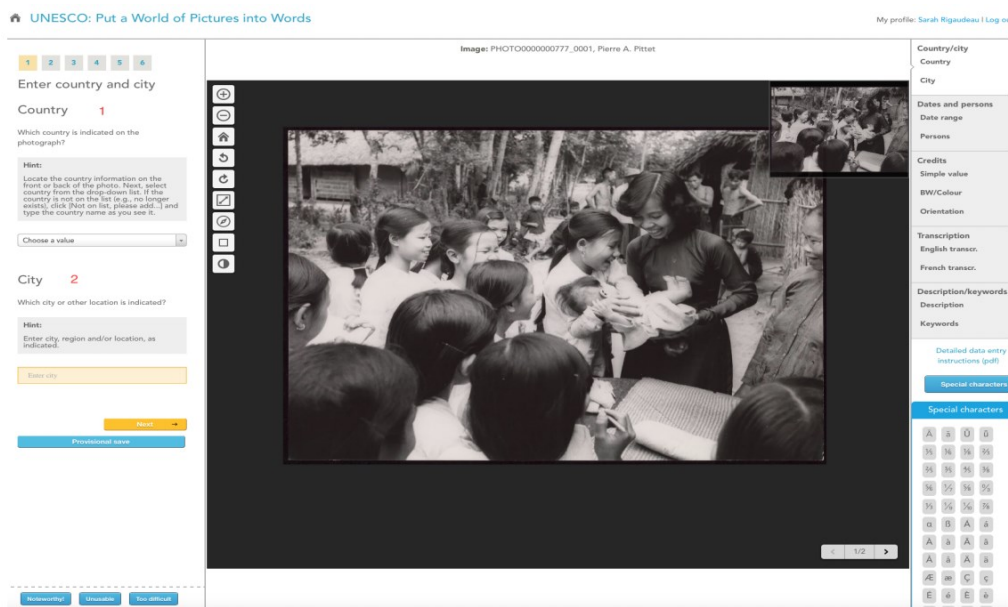 UNESCO: Put a World of Pictures into Words
My profile: Sarah Rigaudeau | Log
Image: PHOTO0000000777_0001, Pierre A. Pittet
1 2 3 4 5 6
Enter country and city
Country 1
Which country is indicated on the
photograph?
Hint:
Locate the country information on the
front or back of the photo. Next, select
country from the drop-down list. If the
country is not on the list (e.g., no longer
exists), click [Not on list, please add...] and
type the country name as you see it.
Choose a value
City 2
Which city or other location is indicated?
Hint:
Enter city, region and/or location, as
indicated.
Enter city
Next →
Provisional save
Noteworthy!
Unusable
Too difficult
1/2
Country/city
Country
City
Dates and persons
Date range
Persons
Credits
Simple value
BW/Colour
Orientation
Transcription
English transcr.
French transcr.
Description/keywords
Description
Keywords
Detailed data entry
instructions (pdf)
Special characters
Special characters
Æ æ Ç ç